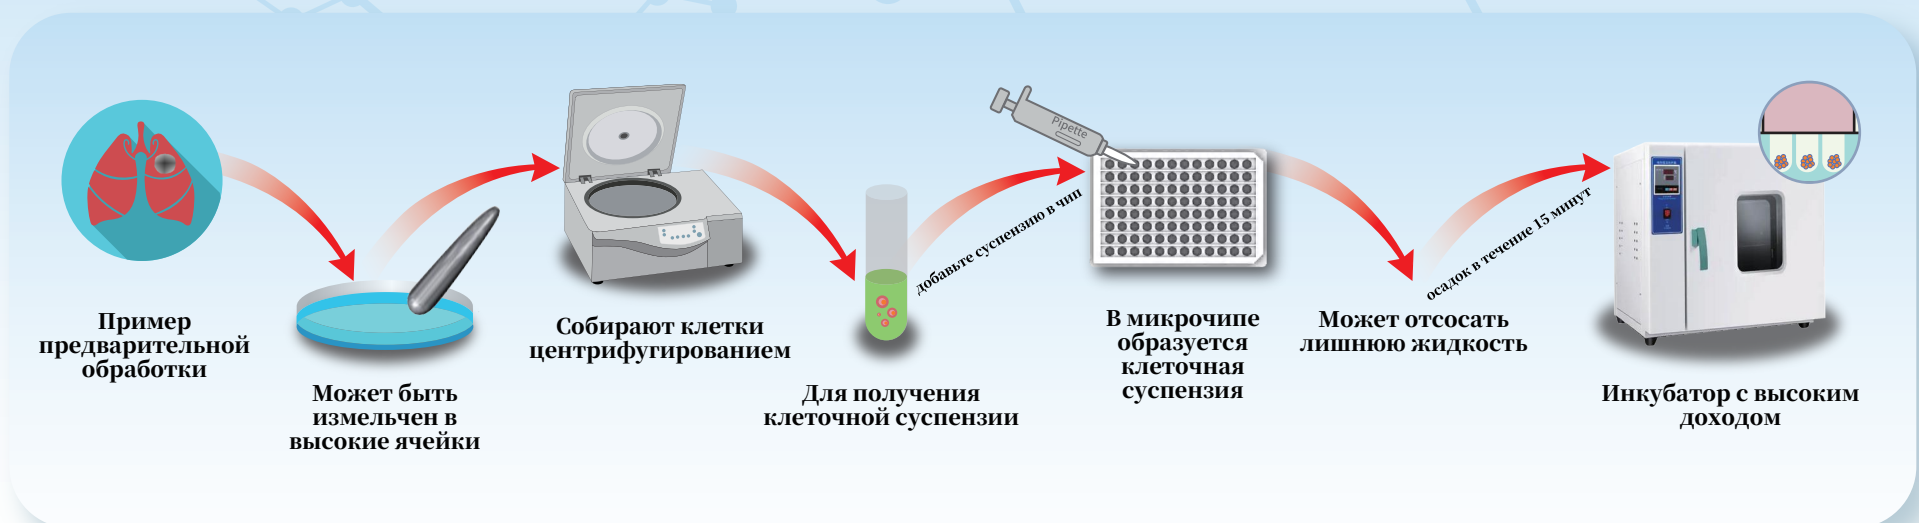 Пример
предварительной
обработки
Может быть
измельчен в
высокие ячейки
Собирают клетки
центрифугированием
Для получения
клеточной суспензии
добавьте суспензию в чип
Pipette
В микрочипе
образуется
клеточная
суспензия
Может отсосать
лишнюю жидкость
осадок в течение 15 минут
Инкубатор с высоким
доходом